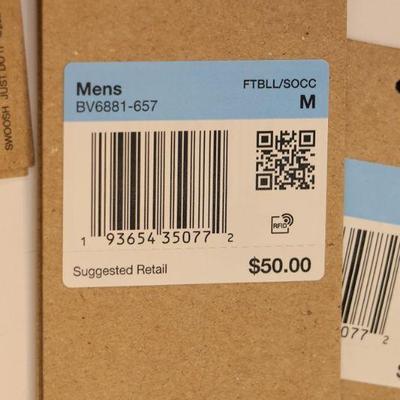 SWOOSH JUST DO IT
Mens
FTBLL/SOCC
BV6881-657
M
1 93654 35077 2
RFID
Suggested Retail
$50.00
5077 2
$